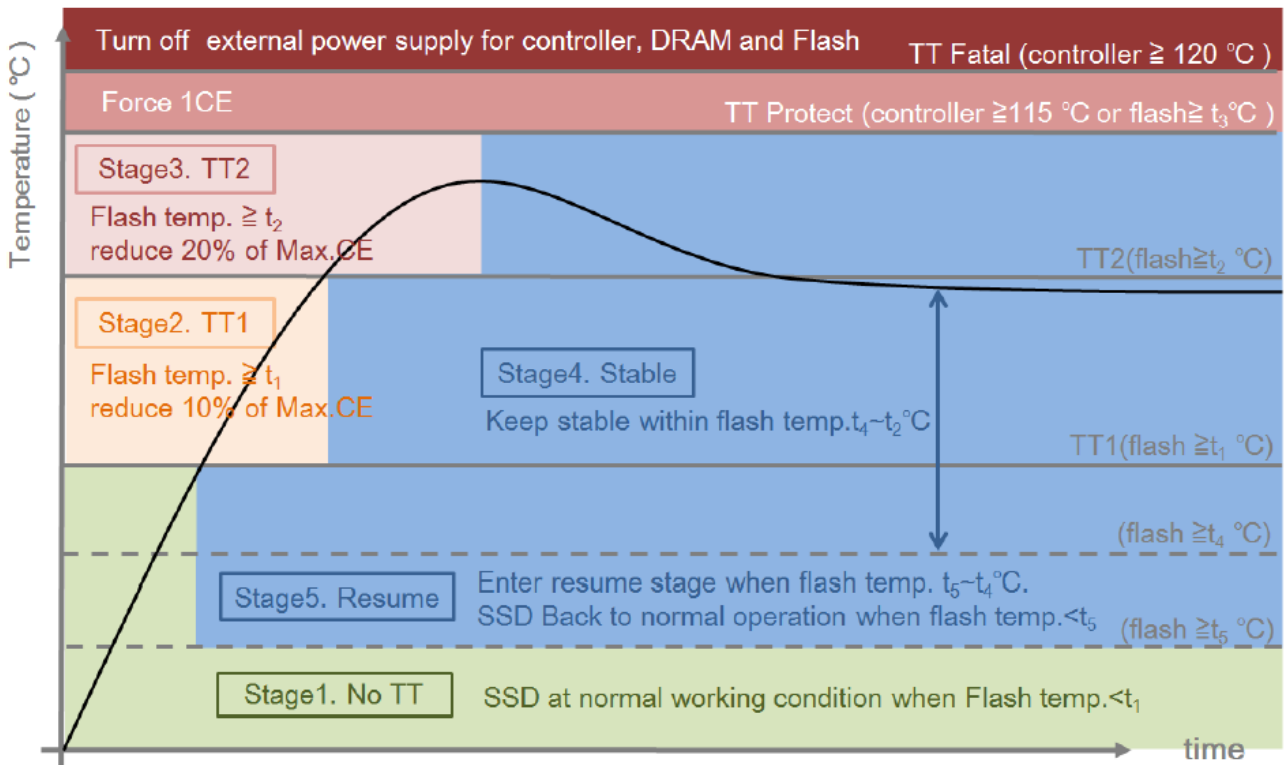 Temperature (℃)
Turn off external power supply for controller, DRAM and Flash
TT Fatal (controller ≧ 120 ℃ )
Force 1CE
TT Protect (controller ≧115 ℃ or flash≧ t₃℃ )
Stage3. TT2
Flash temp. ≧ t₂
reduce 20% of Max.CE
TT2(flash≧t₂ ℃)
Stage2. TT1
Flash temp. ≧ t₁
reduce 10% of Max.CE
Stage4. Stable
Keep stable within flash temp.t₄~t₂℃
TT1(flash ≧t₁ ℃)
(flash ≧t₄ ℃)
Stage5. Resume
Enter resume stage when flash temp. t₅~t₄℃.
SSD Back to normal operation when flash temp.<t₅
(flash ≧t₅ ℃)
Stage1. No TT
SSD at normal working condition when Flash temp.<t₁
time